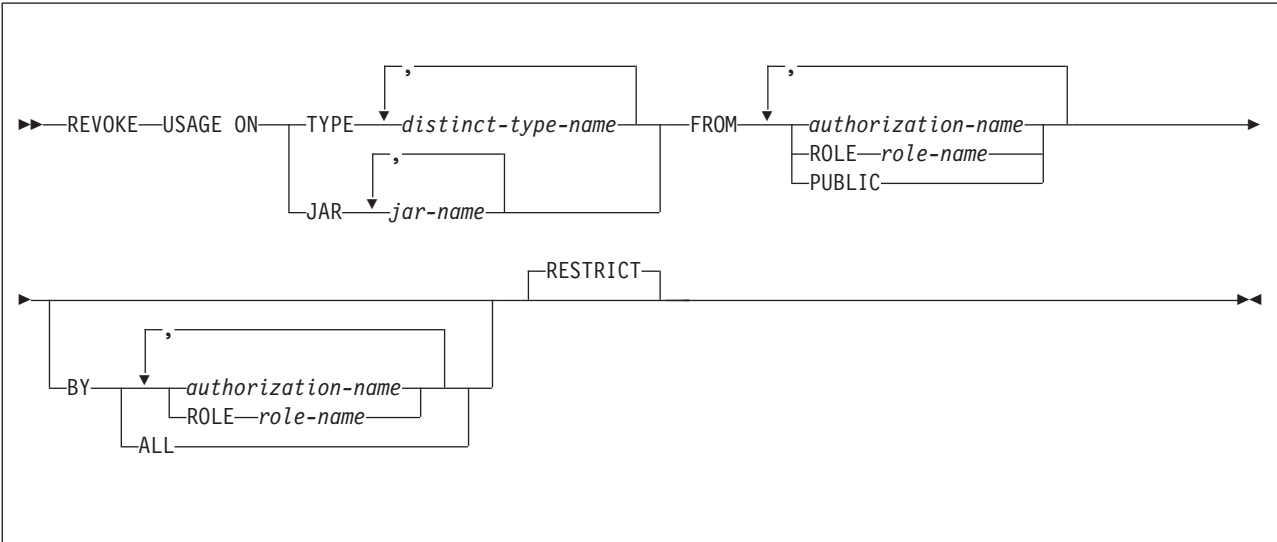 , ,
REVOKE USAGE ON TYPE distinct-type-name FROM authorization-name
, ROLE role-name
PUBLIC
JAR jar-name
RESTRICT
,
BY authorization-name
ROLE role-name
ALL